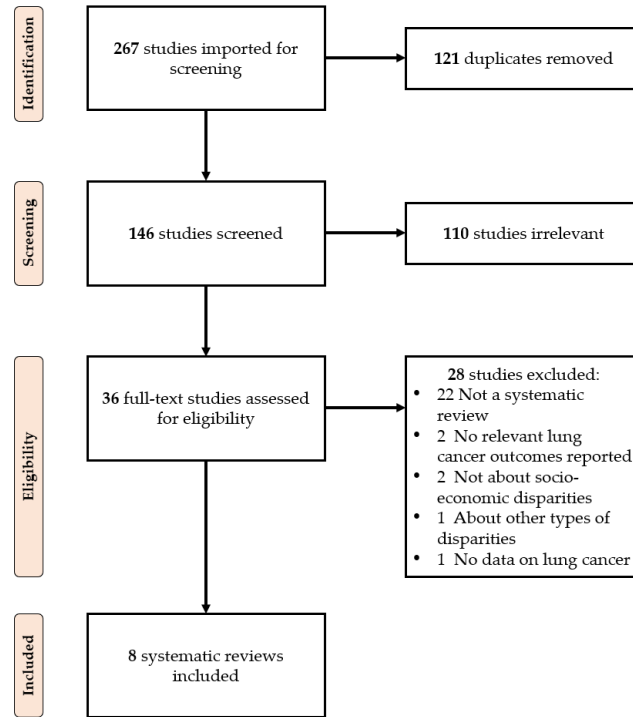 Identification
267 studies imported for
screening
121 duplicates removed
Screening
146 studies screened
110 studies irrelevant
Eligibility
36 full-text studies assessed
for eligibility
28 studies excluded:
• 22 Not a systematic
review
• 2 No relevant lung
cancer outcomes reported
• 2 Not about socio-
economic disparities
• 1 About other types of
disparities
• 1 No data on lung cancer
Included
8 systematic reviews
included